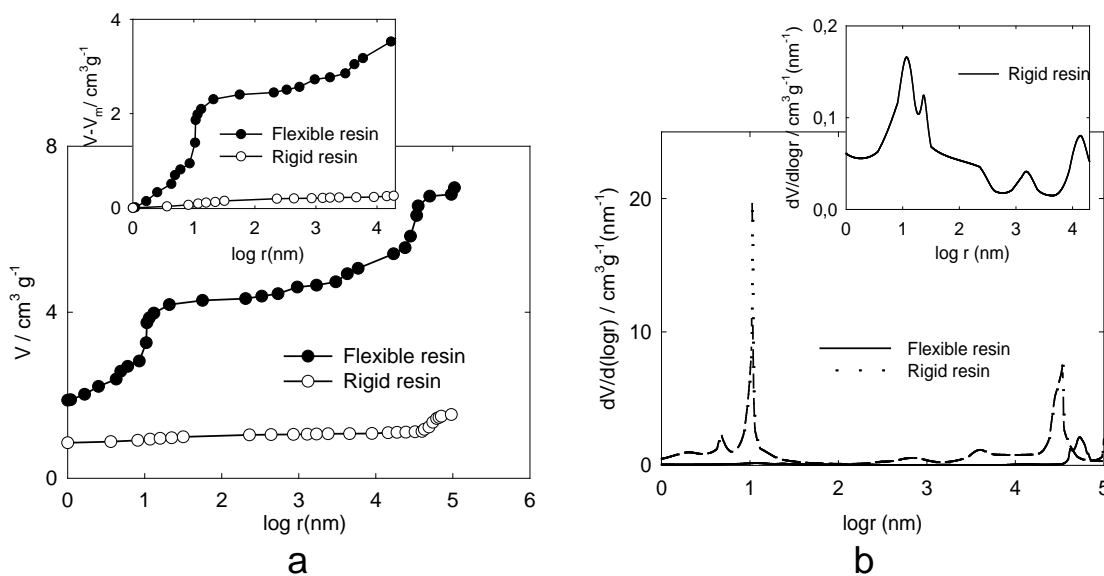 4
2
0
V-Vm/ cm3g-1
Flexible resin
Rigid resin
0 1 2 3 4
log r(nm)
8
4
0
V / cm3 g-1
Flexible resin
Rigid resin
0 1 2 3 4 5 6
log r(nm)
a
0,2
0,1
0,0
dV/dlogr / cm3g-1(nm-1)
Rigid resin
0 1 2 3 4
log r (nm)
20
10
0
dV/d(logr) / cm3g-1(nm-1)
Flexible resin
Rigid resin
0 1 2 3 4 5
logr (nm)
b